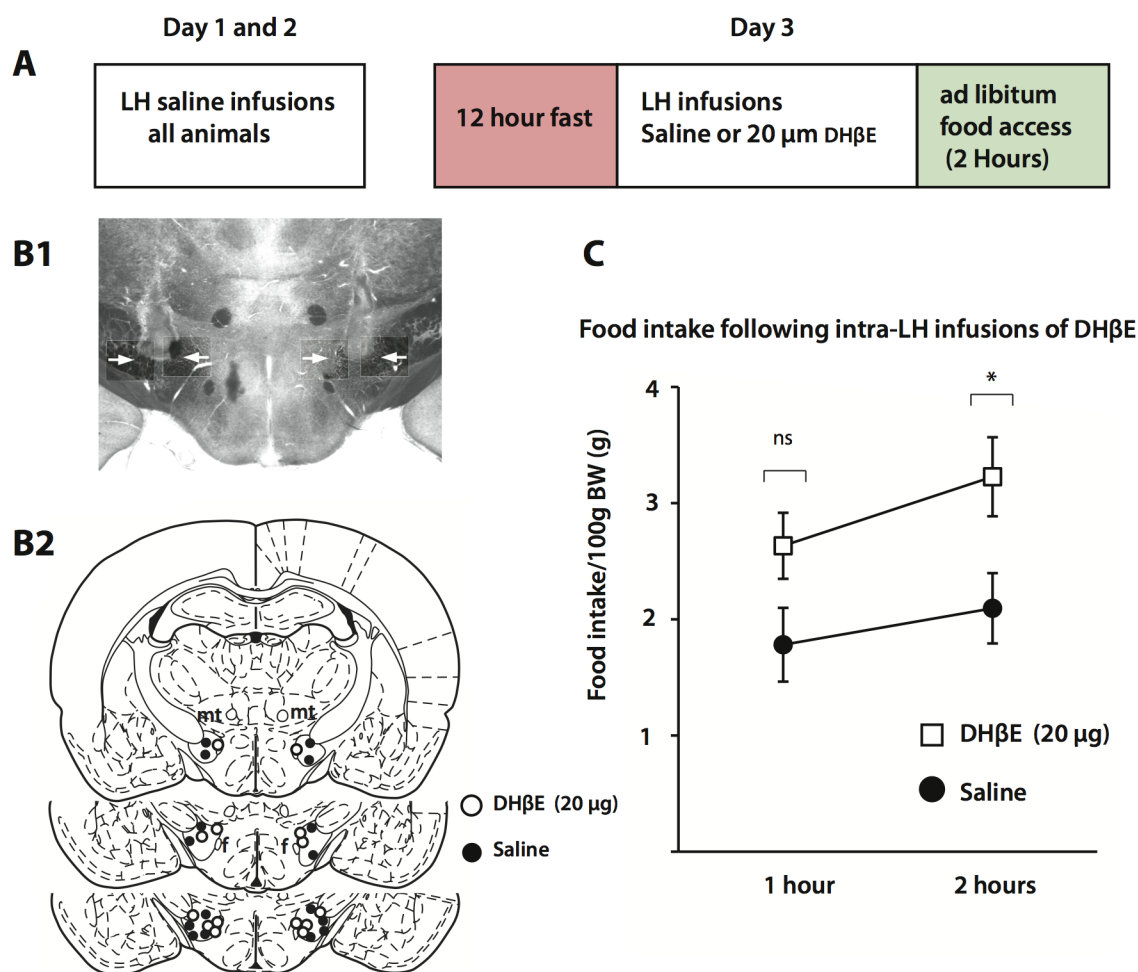 Day 1 and 2
Day 3
A
LH saline infusions
all animals
12 hour fast
LH infusions
Saline or 20 µm DHβE
ad libitum
food access
(2 Hours)
B1
C
Food intake following intra-LH infusions of DHβE
4
3
2
1
Food intake/100g BW (g)
ns
*
DHβE (20 µg)
Saline
1 hour
2 hours
B2
mt
mt
f
f
DHβE (20 µg)
Saline